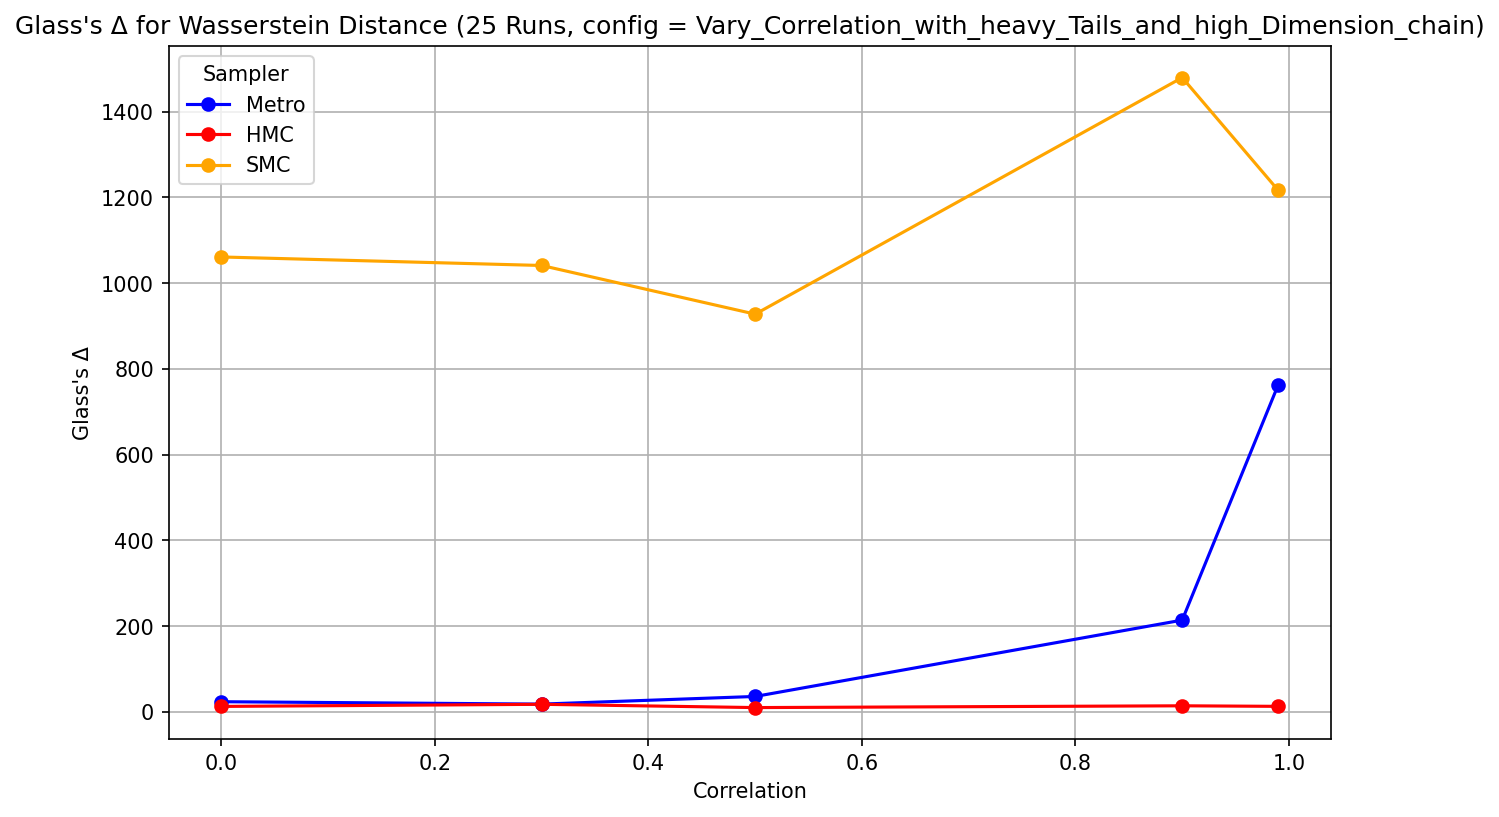 Glass's Δ for Wasserstein Distance (25 Runs, config = Vary_Correlation_with_heavy_Tails_and_high_Dimension_chain)
Sampler
Metro
HMC
SMC
1400
1200
1000
800
600
400
200
0
Glass's Δ
0.0 0.2 0.4 0.6 0.8 1.0
Correlation